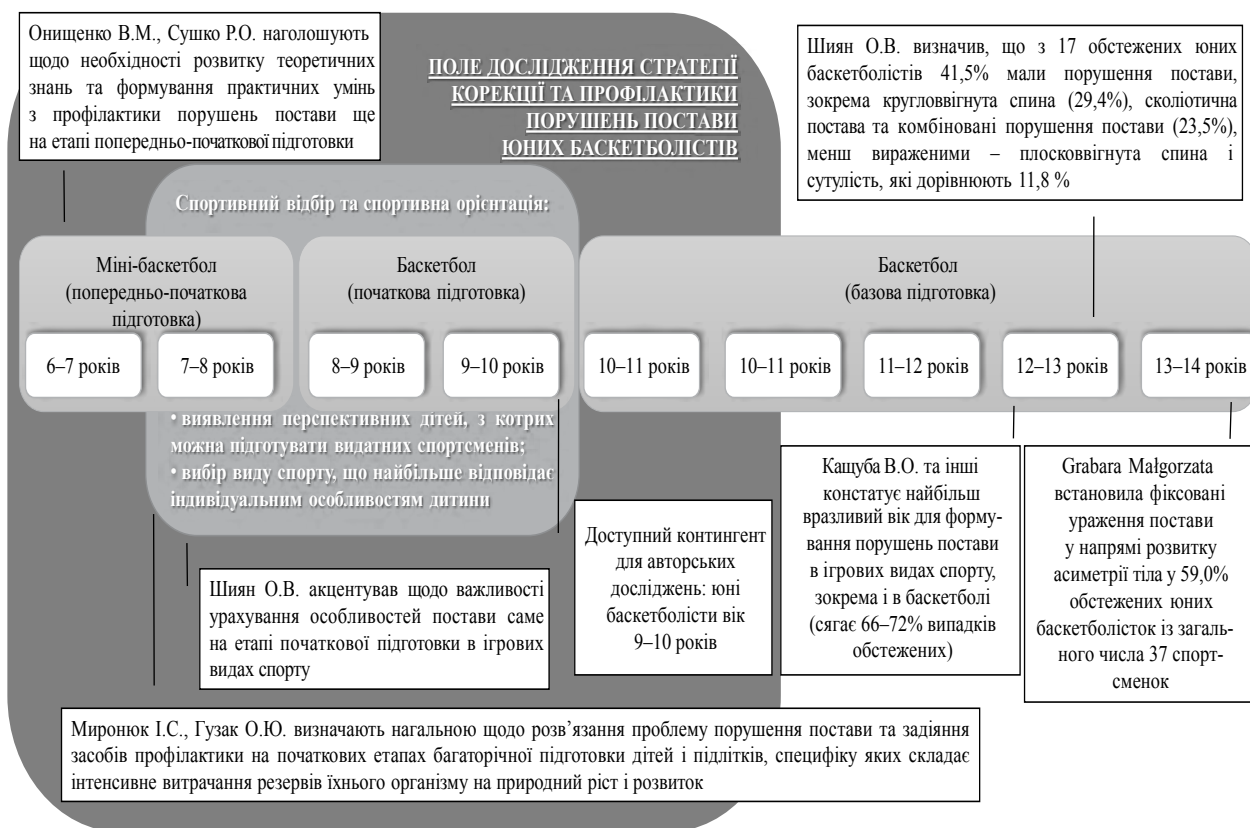 Онищенко В.М., Сушко Р.О. наголошують
щодо необхідності розвитку теоретичних
знань та формування практичних умінь
з профілактики порушень постави ще
на етапі попередньо-початкової підготовки
ПОЛЕ ДОСЛІДЖЕННЯ СТРАТЕГІЇ
КОРЕКЦІЇ ТА ПРОФІЛАКТИКИ
ПОРУШЕНЬ ПОСТАВИ
ЮНИХ БАСКЕТБОЛІСТІВ
Шиян О.В. визначив, що з 17 обстежених юних
баскетболістів 41,5% мали порушення постави,
зокрема кругловвігнута спина (29,4%), сколіотична
постава та комбіновані порушення постави (23,5%),
менш вираженими – плосковвігнута спина і
сутулість, які дорівнюють 11,8 %
Спортивний відбір та спортивна орієнтація:
Міні-баскетбол
(попередньо-початкова
підготовка)
Баскетбол
(початкова підготовка)
Баскетбол
(базова підготовка)
6–7 років
7–8 років
8–9 років
9–10 років
10–11 років
10–11 років
11–12 років
12–13 років
13–14 років
• виявлення перспективних дітей, з котрих
можна підготувати видатних спортсменів;
• вибір виду спорту, що найбільше відповідає
індивідуальним особливостям дитини
Доступний контингент
для авторських
досліджень: юні
баскетболісти вік
9–10 років
Кащуба В.О. та інші
констатує найбільш
вразливий вік для форму-
вання порушень постави
в ігрових видах спорту,
зокрема і в баскетболі
(сягає 66–72% випадків
обстежених)
Grabara Małgorzata
встановила фіксовані
ураження постави
у напрямі розвитку
асиметрії тіла у 59,0%
обстежених юних
баскетболісток із загаль-
ного числа 37 спорт-
сменок
Шиян О.В. акцентував щодо важливості
урахування особливостей постави саме
на етапі початкової підготовки в ігрових
видах спорту
Миронюк І.С., Гузак О.Ю. визначають нагальною щодо розв’язання проблему порушення постави та задіяння
засобів профілактики на початкових етапах багаторічної підготовки дітей і підлітків, специфіку яких складає
інтенсивне витрачання резервів їхнього організму на природний ріст і розвиток